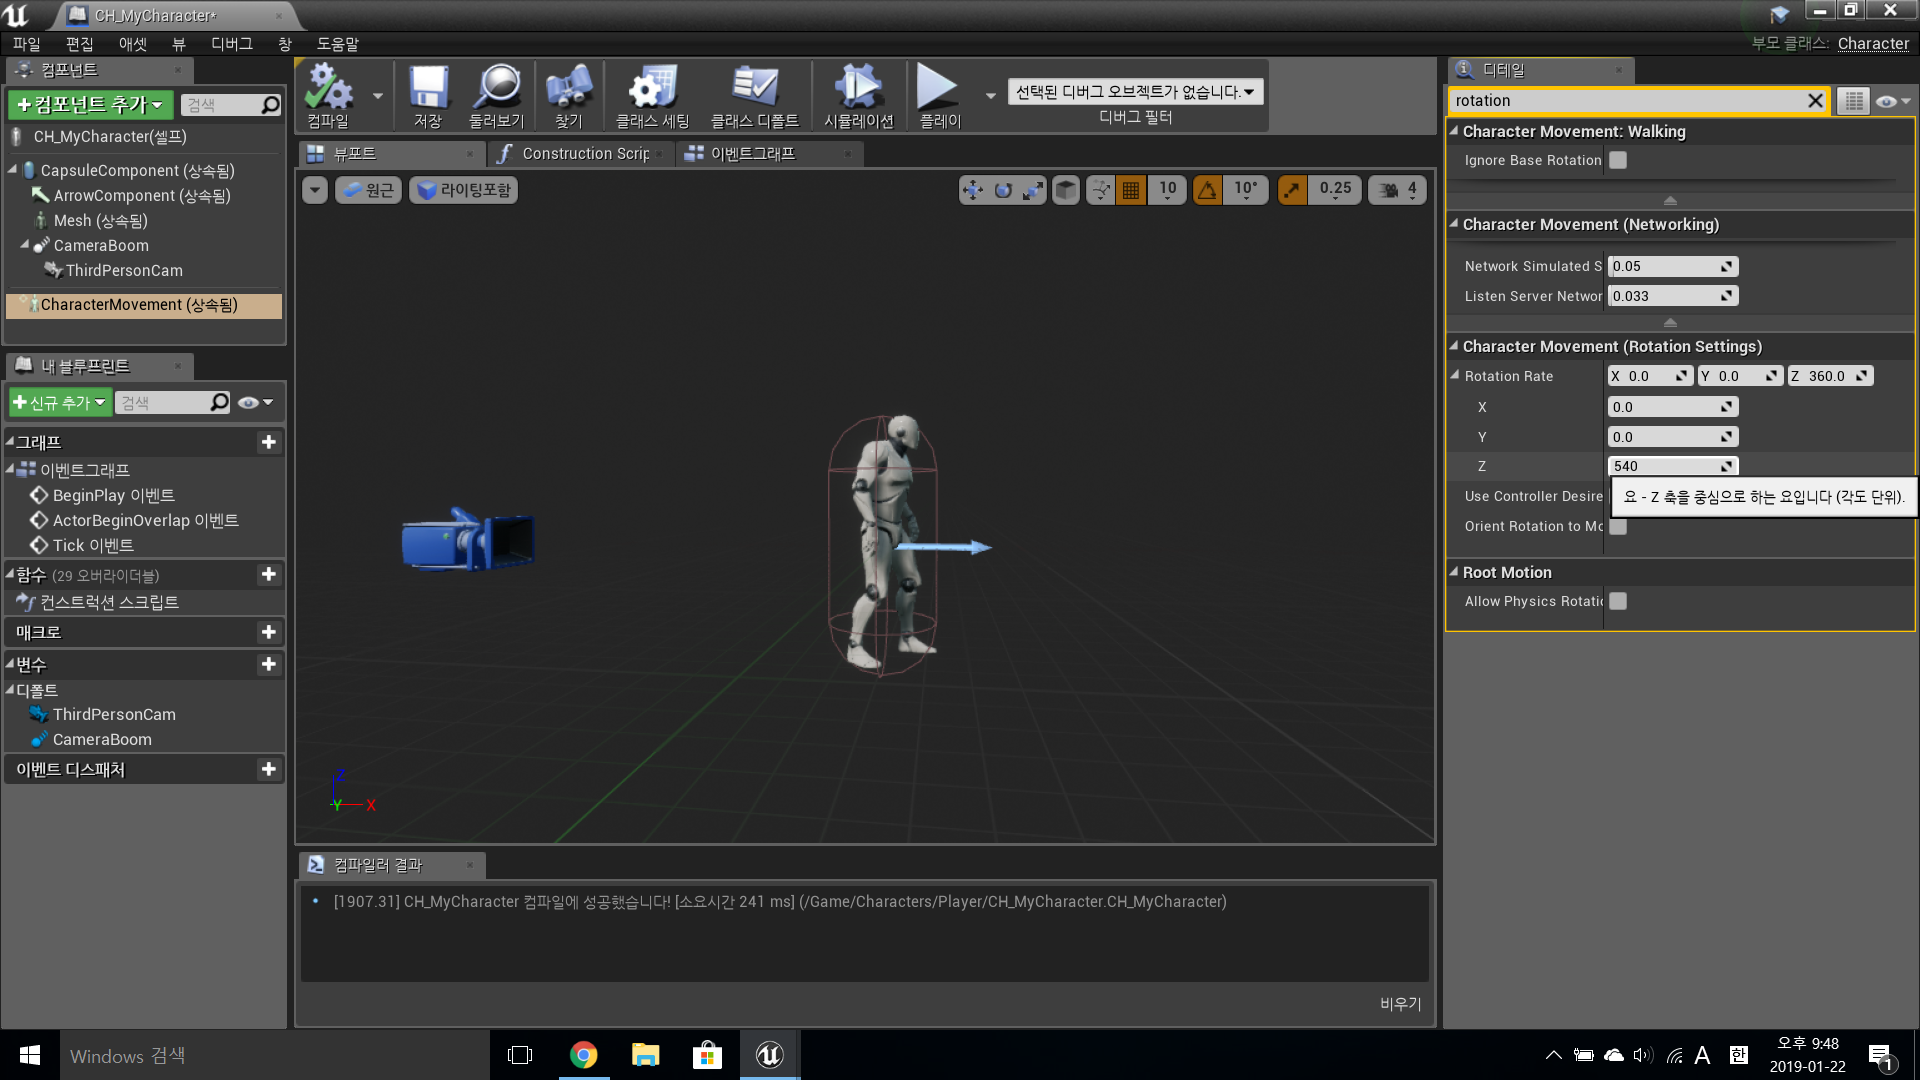 CH_MyCharacter*
파일 편집 애셋 뷰 디버그 창 도움말
부모 클래스: Character
컴포넌트
+컴포넌트 추가
검색
CH_MyCharacter(셀프)
CapsuleComponent (상속됨)
ArrowComponent (상속됨)
Mesh (상속됨)
CameraBoom
ThirdPersonCam
CharacterMovement (상속됨)
내 블루프린트
+신규 추가
검색
그래프
이벤트그래프
BeginPlay 이벤트
ActorBeginOverlap 이벤트
Tick 이벤트
함수 (29 오버라이더블)
컨스트럭션 스크립트
매크로
변수
디폴트
ThirdPersonCam
CameraBoom
이벤트 디스패처
컴파일
저장
둘러보기
찾기
클래스 세팅
클래스 디폴트
시뮬레이션
플레이
선택된 디버그 오브젝트가 없습니다.
디버그 필터
뷰포트
Construction Scrip
이벤트그래프
원근
라이팅포함
10
10°
0.25
4
Z
-Y
X
컴파일러 결과
[1907.31] CH_MyCharacter 컴파일에 성공했습니다! [소요시간 241 ms] (/Game/Characters/Player/CH_MyCharacter.CH_MyCharacter)
비우기
디테일
rotation
Character Movement: Walking
Ignore Base Rotation
Character Movement (Networking)
Network Simulated S 0.05
Listen Server Networ 0.033
Character Movement (Rotation Settings)
Rotation Rate X 0.0 Y 0.0 Z 360.0
X 0.0
Y 0.0
Z 540
Use Controller Desire
요 - Z 축을 중심으로 하는 요입니다 (각도 단위).
Orient Rotation to Mo
Root Motion
Allow Physics Rotatio
Windows 검색
A
한
오후 9:48
2019-01-22
1